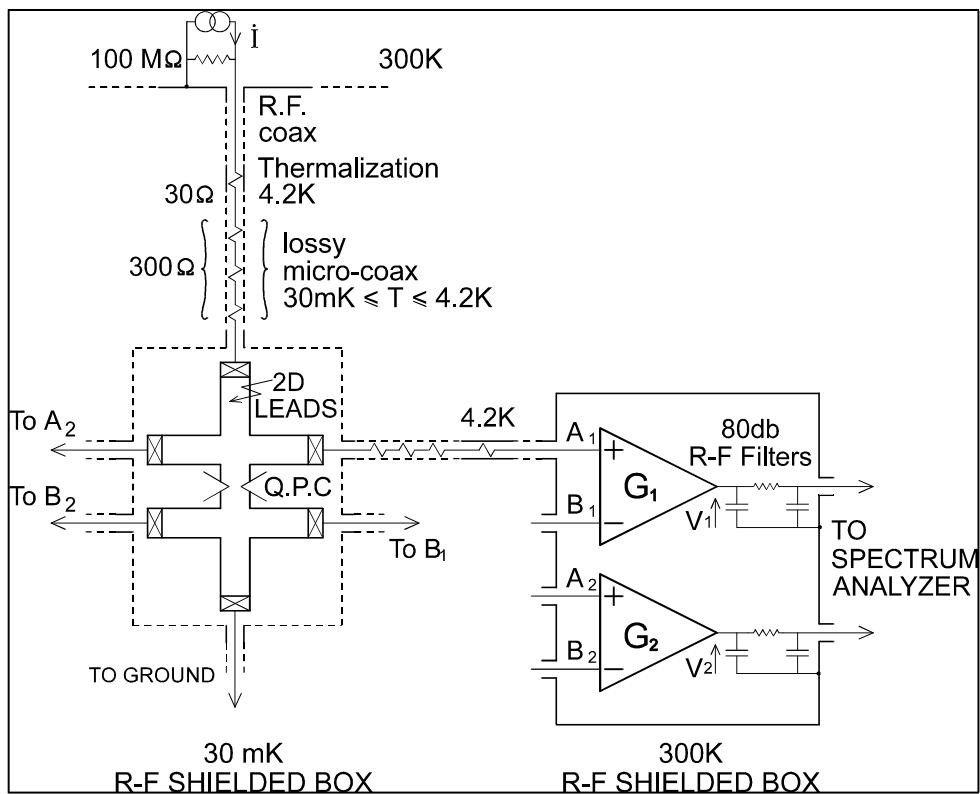 i
100 MΩ
300K
R.F.
coax
Thermalization
30Ω
4.2K
lossy
300Ω
micro-coax
30mK ⩽ T ⩽ 4.2K
2D
LEADS
To A2
4.2K
A1
80db
R-F Filters
+
Q.P.C
G1
To B2
B1
V1
−
To B1
TO
SPECTRUM
ANALYZER
A2
+
G2
B2
V2
−
TO GROUND
30 mK
R-F SHIELDED BOX
300K
R-F SHIELDED BOX